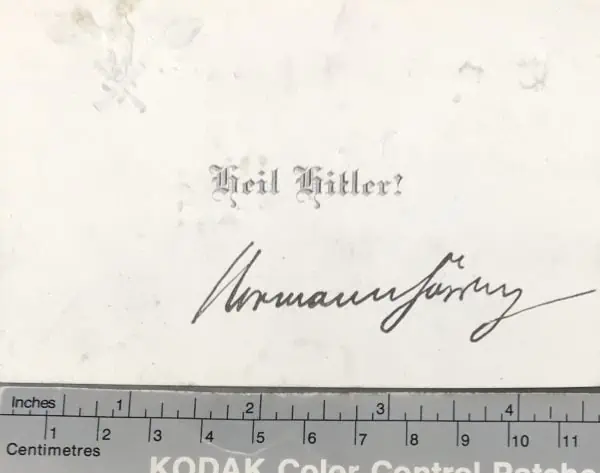 Heil Hitler!
Hermann Göring
Inches 1 2 3 4
1 2 3 4 5 6 7 8 9 10 11
Centimetres
KODAK Color Control Patches